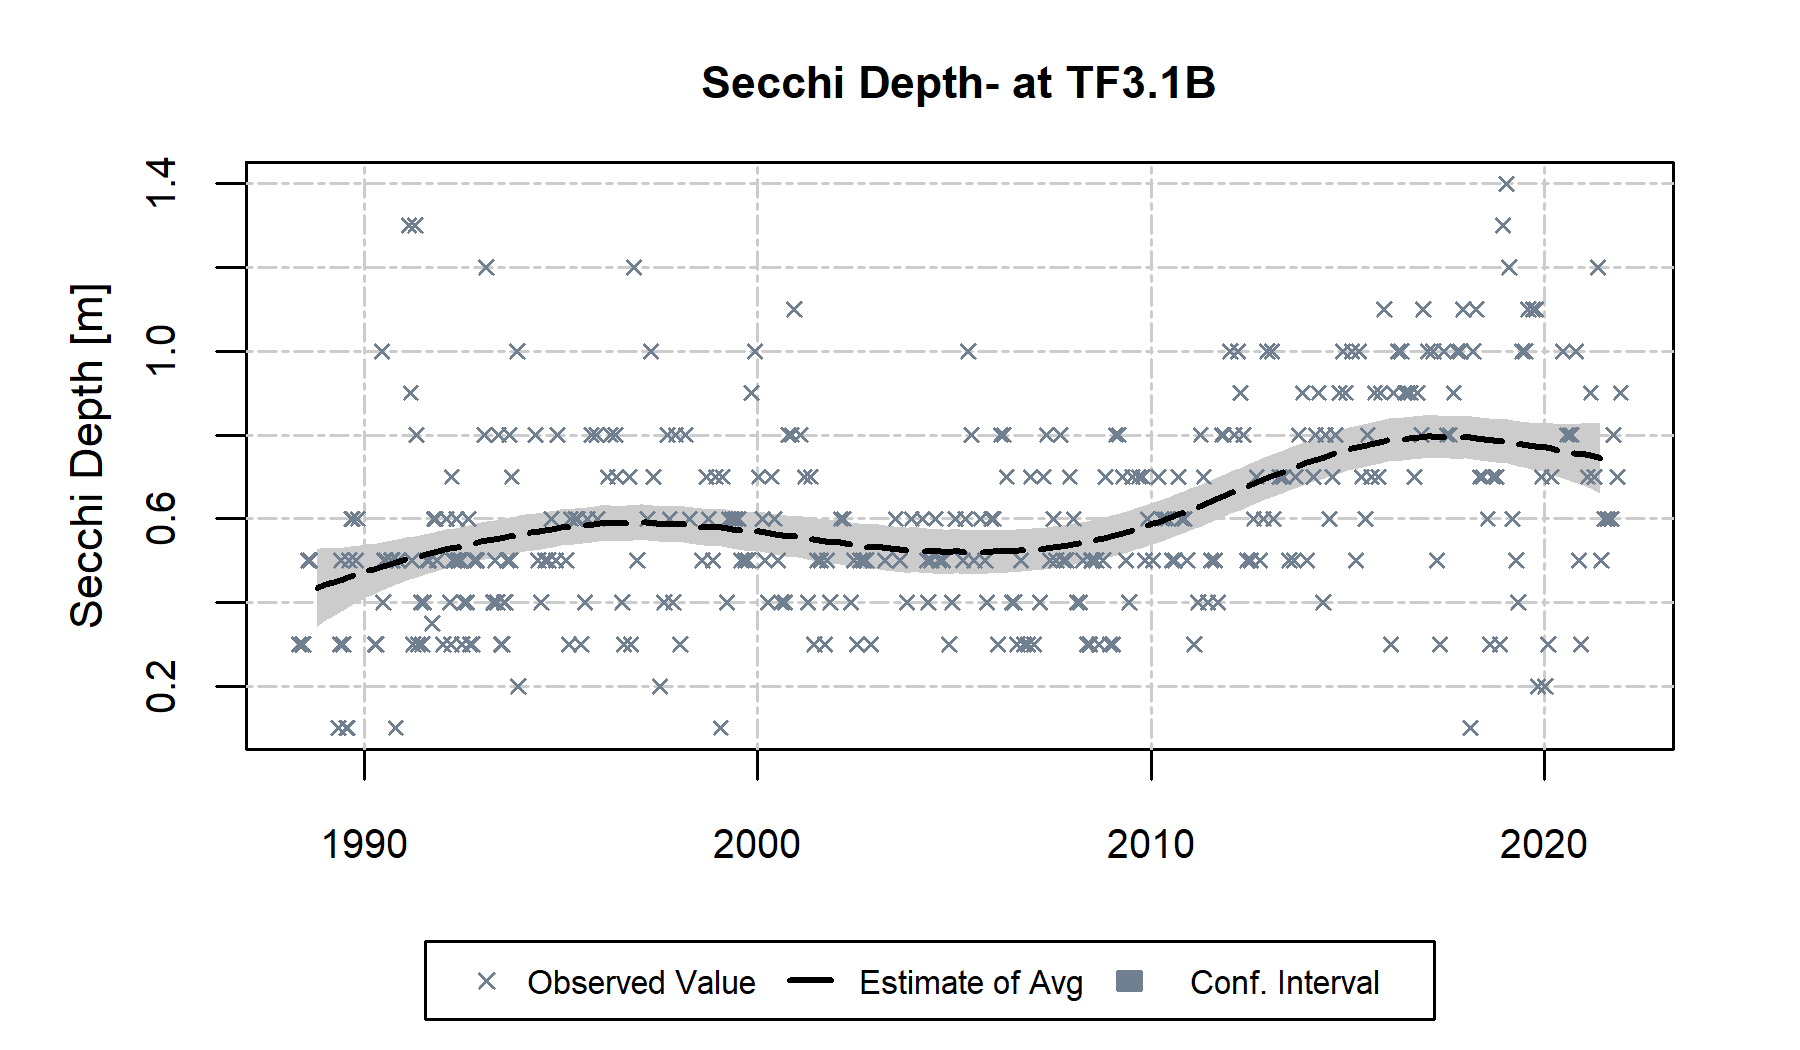 Secchi Depth- at TF3.1B
Secchi Depth [m]
1.4
1.0
0.6
0.2
1990 2000 2010 2020
Observed Value Estimate of Avg Conf. Interval